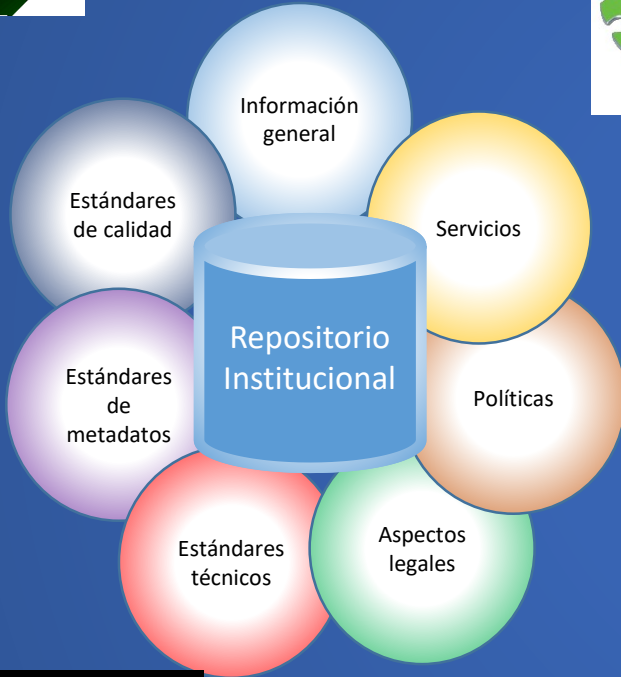 Información
general
Servicios
Políticas
Aspectos
legales
Estándares
técnicos
Estándares
de
metadatos
Estándares
de calidad
Repositorio
Institucional